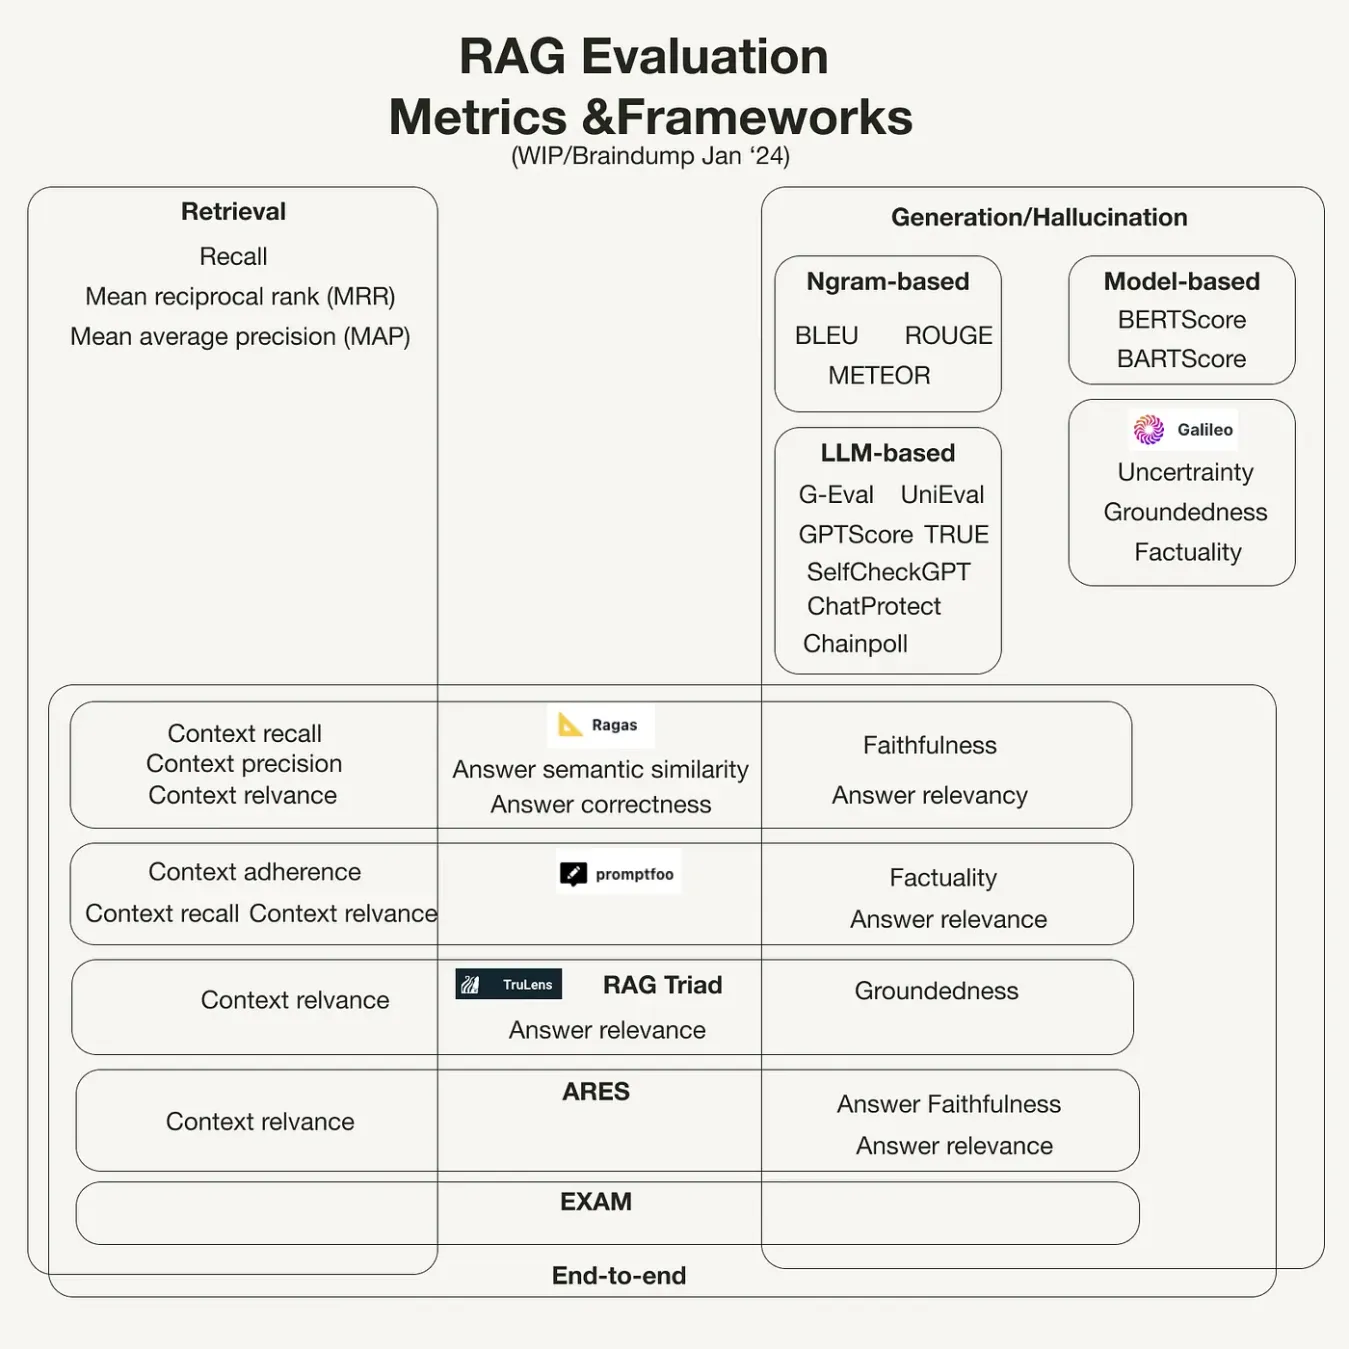 RAG Evaluation
Metrics &Frameworks
(WIP/Braindump Jan ‘24)
Retrieval
Recall
Mean reciprocal rank (MRR)
Mean average precision (MAP)
Generation/Hallucination
Ngram-based
BLEU ROUGE
METEOR
Model-based
BERTScore
BARTScore
LLM-based
G-Eval UniEval
GPTScore TRUE
SelfCheckGPT
ChatProtect
Chainpoll
Galileo
Uncertrainty
Groundedness
Factuality
Context recall
Context precision
Context relvance
Ragas
Answer semantic similarity
Answer correctness
Faithfulness
Answer relevancy
Context adherence
Context recall Context relvance
promptfoo
Factuality
Answer relevance
Context relvance
TruLens RAG Triad
Answer relevance
Groundedness
Context relvance
ARES
Answer Faithfulness
Answer relevance
EXAM
End-to-end